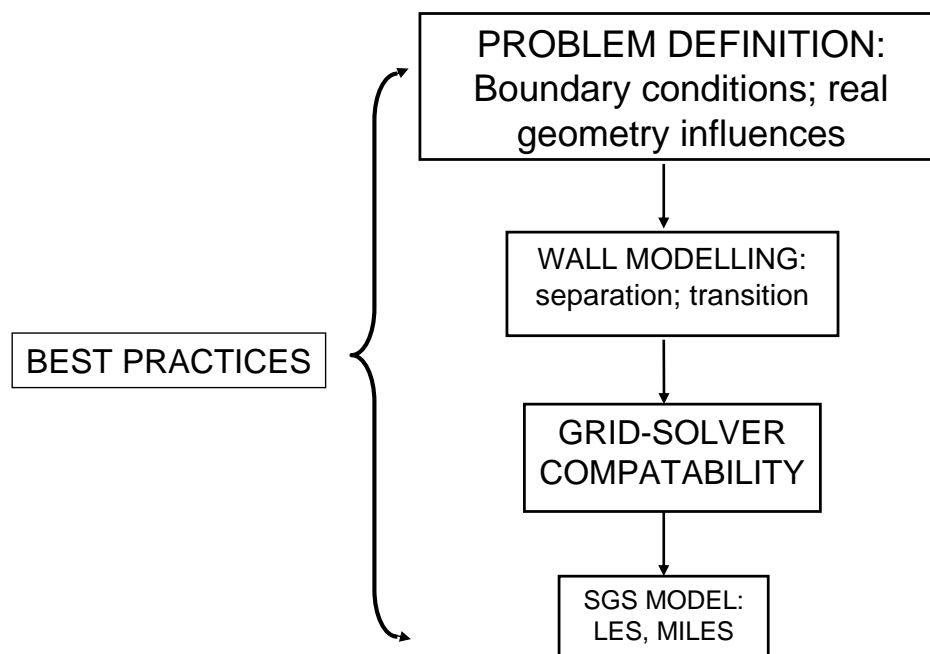 PROBLEM DEFINITION:
Boundary conditions; real
geometry influences
WALL MODELLING:
separation; transition
BEST PRACTICES
GRID-SOLVER
COMPATABILITY
SGS MODEL:
LES, MILES